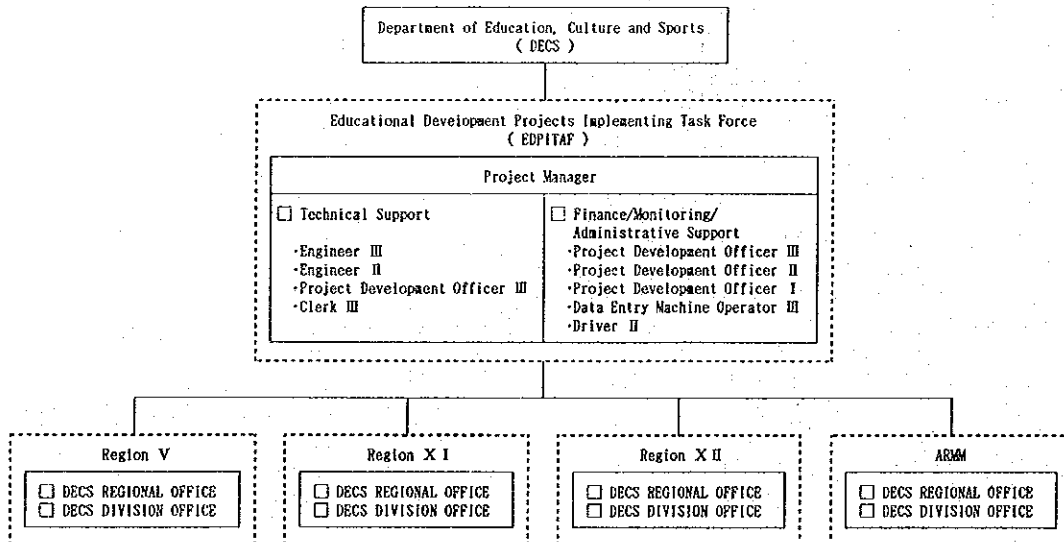 Department of Education, Culture and Sports
( DECS )
Educational Development Projects Implementing Task Force
( EDPITAF )
Project Manager
□ Technical Support
・Engineer Ⅲ
・Engineer Ⅱ
・Project Development Officer Ⅲ
・Clerk Ⅲ
□ Finance/Monitoring/
Administrative Support
・Project Development Officer Ⅲ
・Project Development Officer Ⅱ
・Project Development Officer Ⅰ
・Data Entry Machine Operator Ⅲ
・Driver Ⅱ
Region V
□ DECS REGIONAL OFFICE
□ DECS DIVISION OFFICE
Region X I
□ DECS REGIONAL OFFICE
□ DECS DIVISION OFFICE
Region X Ⅱ
□ DECS REGIONAL OFFICE
□ DECS DIVISION OFFICE
ARMM
□ DECS REGIONAL OFFICE
□ DECS DIVISION OFFICE